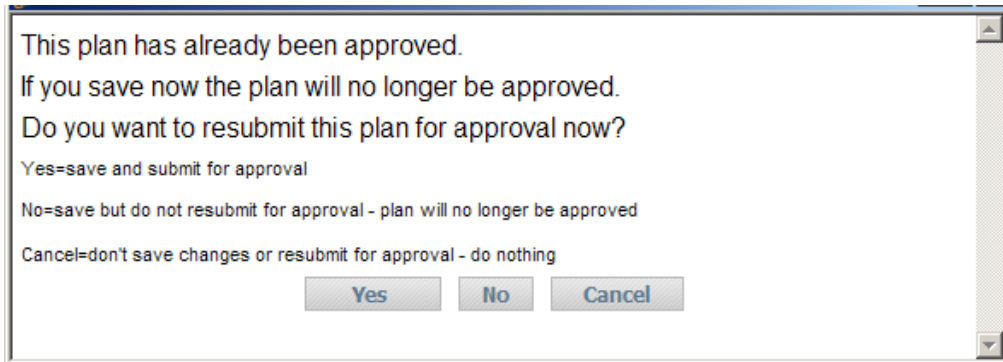 This plan has already been approved.
If you save now the plan will no longer be approved.
Do you want to resubmit this plan for approval now?
Yes=save and submit for approval
No=save but do not resubmit for approval - plan will no longer be approved
Cancel=don't save changes or resubmit for approval - do nothing
Yes No Cancel